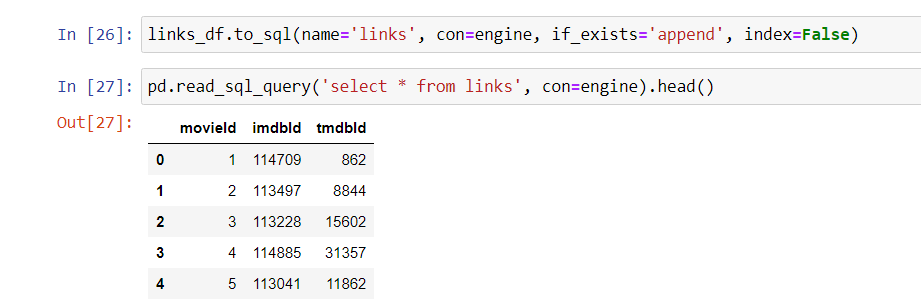 In [26]: links_df.to_sql(name='links', con=engine, if_exists='append', index=False)
In [27]: pd.read_sql_query('select * from links', con=engine).head()
Out[27]:
movieId imdbId tmdbId
0 1 114709 862
1 2 113497 8844
2 3 113228 15602
3 4 114885 31357
4 5 113041 11862